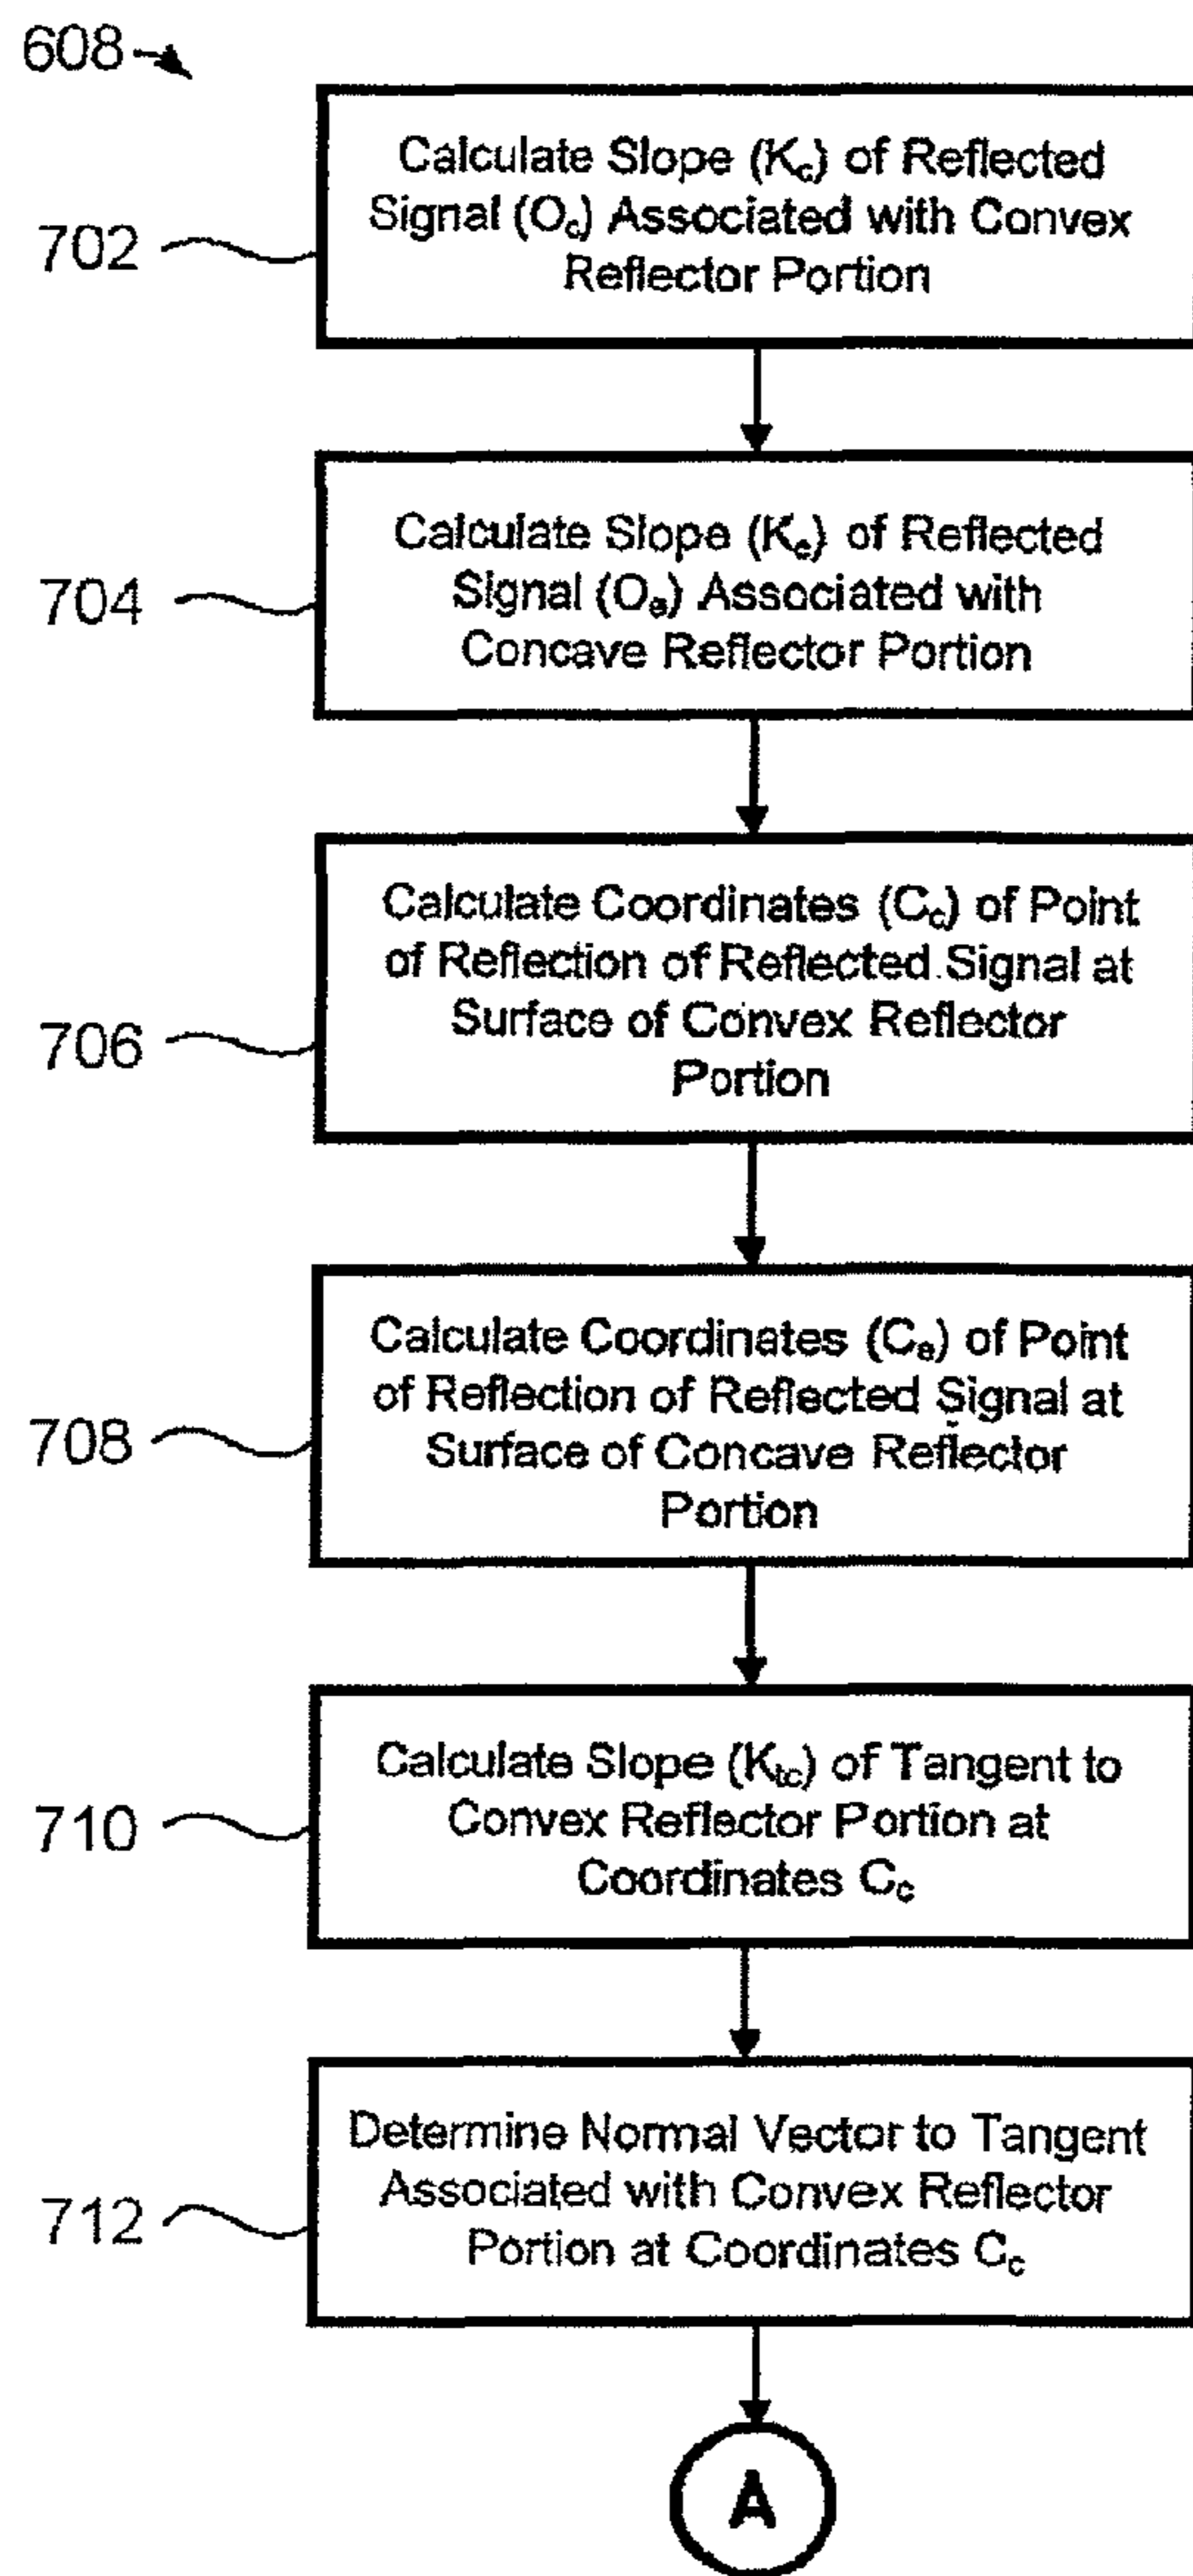 608
Calculate Slope (Kc) of Reflected
Signal (Oc) Associated with Convex
Reflector Portion
702
Calculate Slope (Ke) of Reflected
Signal (Oe) Associated with
Concave Reflector Portion
704
Calculate Coordinates (Cc) of Point
of Reflection of Reflected Signal at
Surface of Convex Reflector
Portion
706
Calculate Coordinates (Ce) of Point
of Reflection of Reflected Signal at
Surface of Concave Reflector
Portion
708
Calculate Slope (Ktc) of Tangent to
Convex Reflector Portion at
Coordinates Cc
710
Determine Normal Vector to Tangent
Associated with Convex Reflector
Portion at Coordinates Cc
712
A